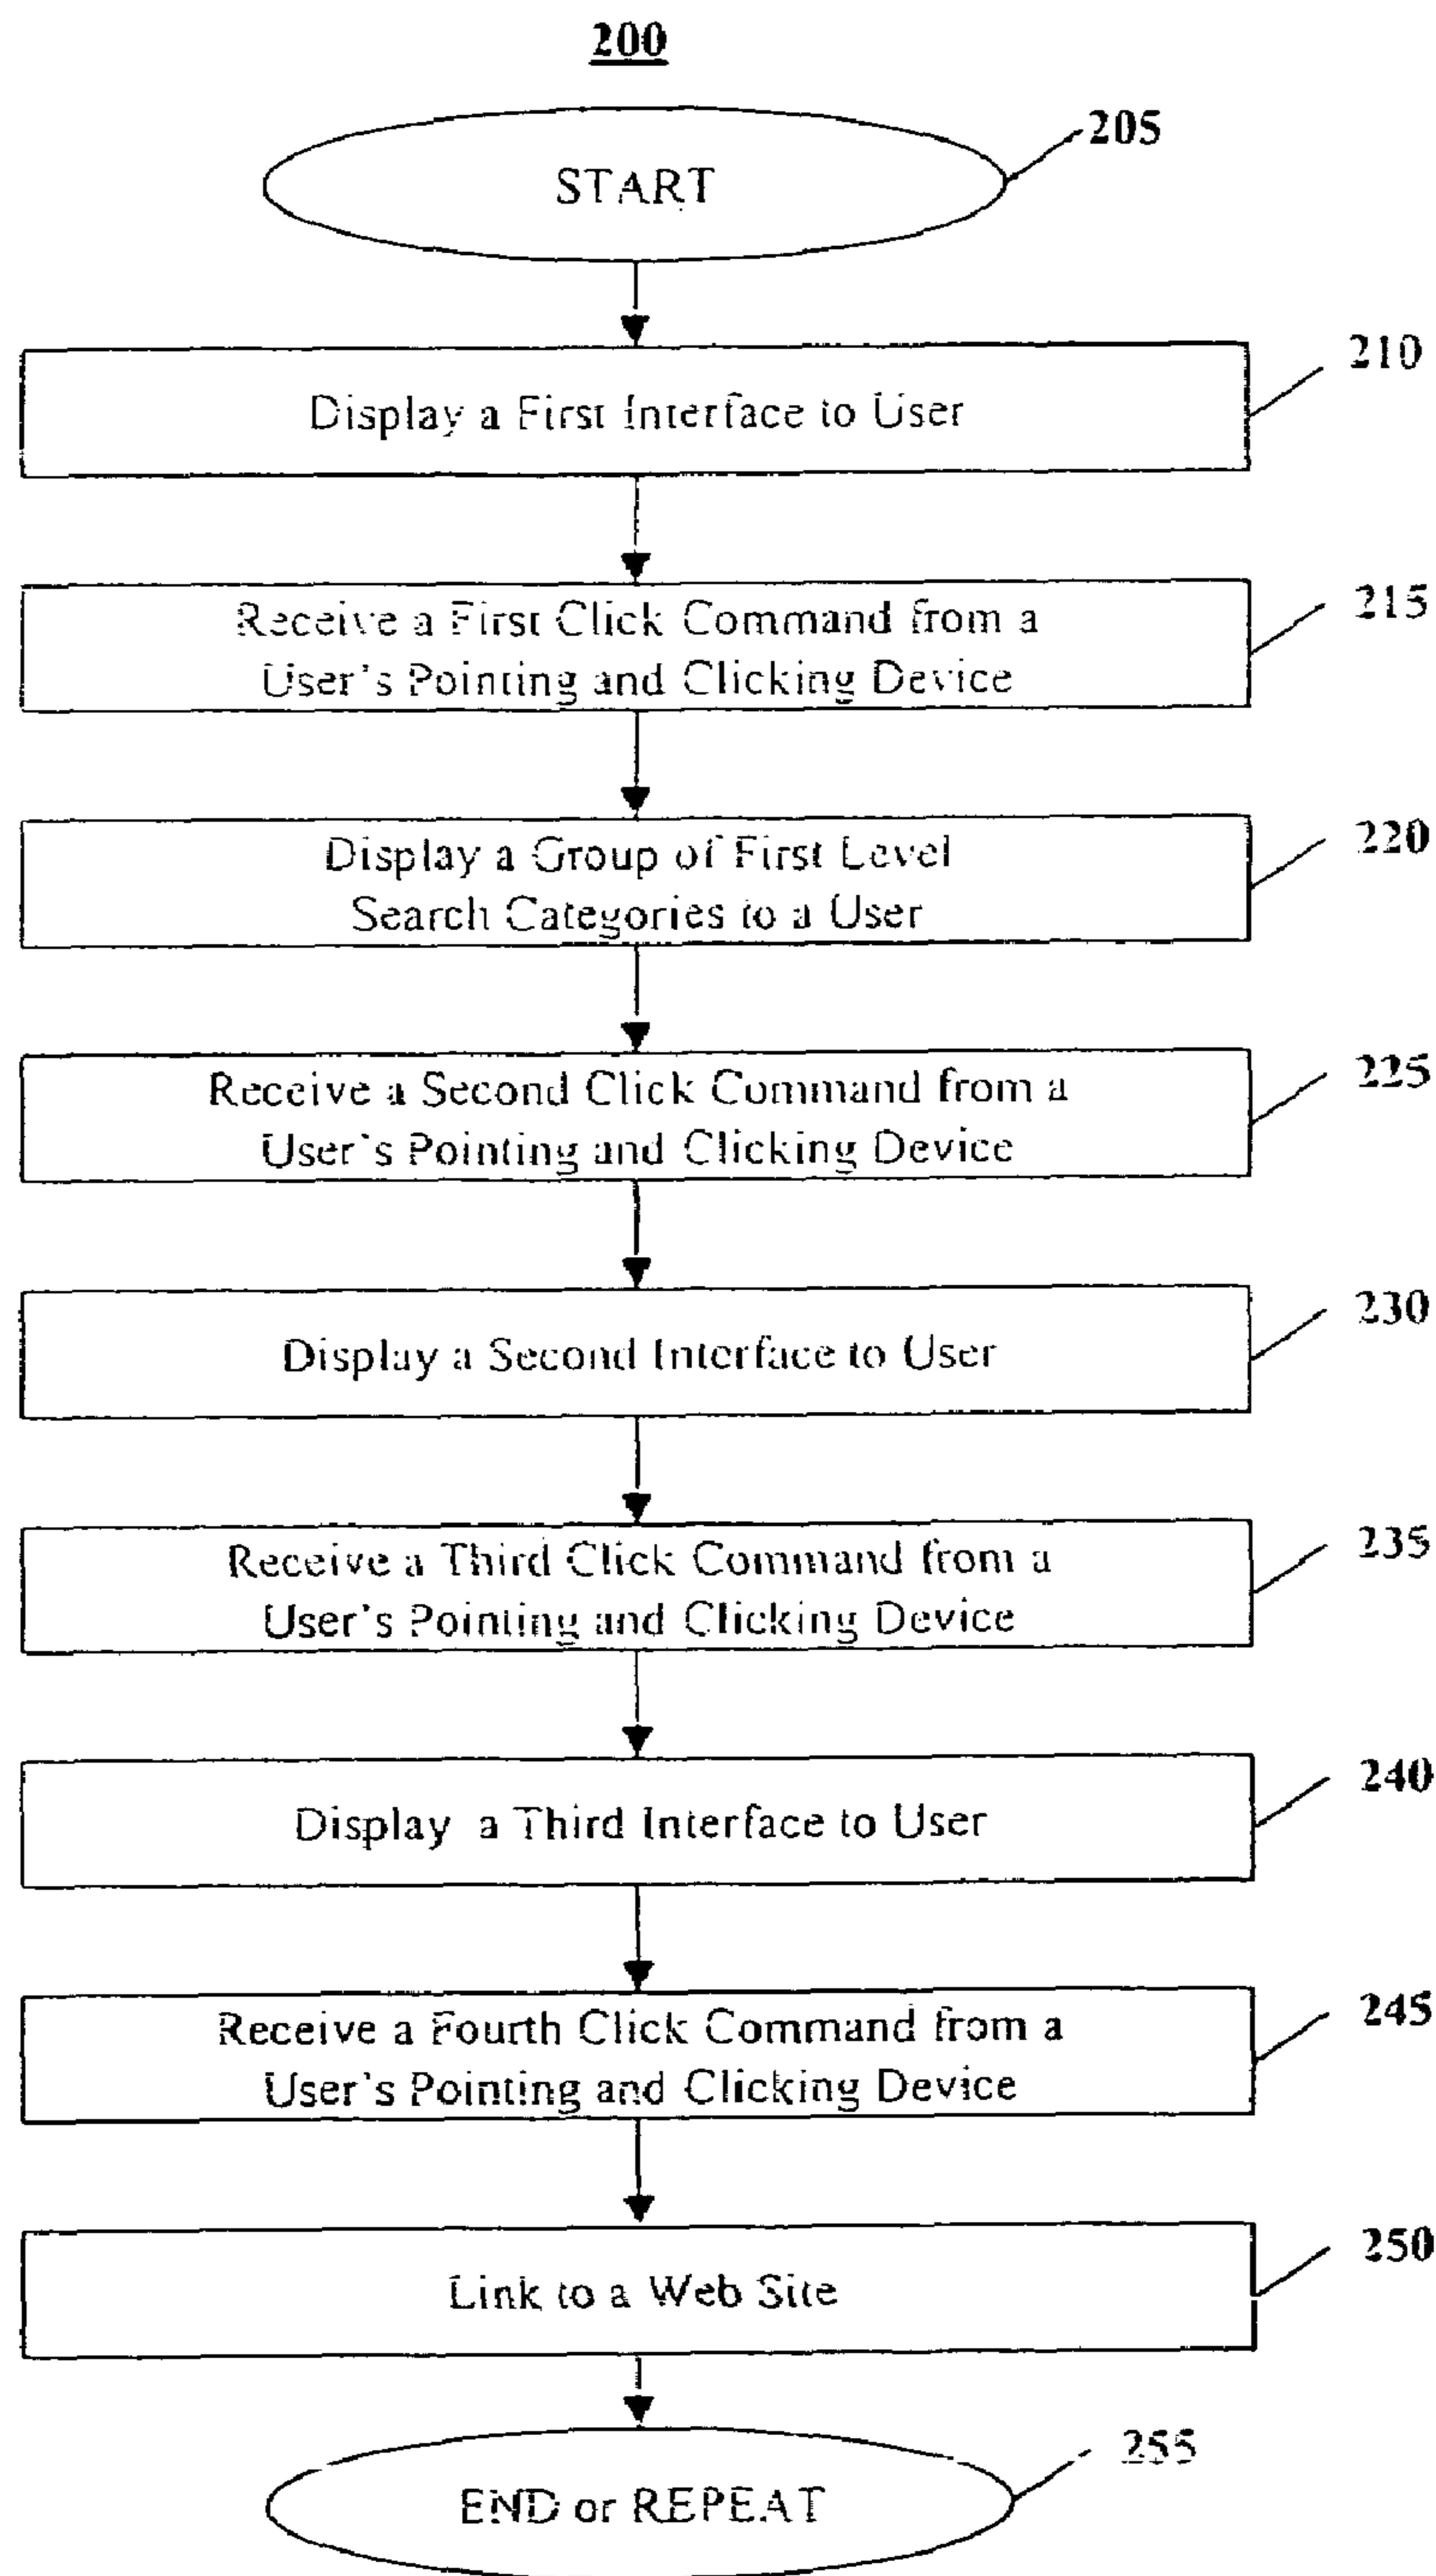 200
205
START
210
Display a First Interface to User
215
Receive a First Click Command from a
User's Pointing and Clicking Device
220
Display a Group of First Level
Search Categories to a User
225
Receive a Second Click Command from a
User's Pointing and Clicking Device
230
Display a Second Interface to User
235
Receive a Third Click Command from a
User's Pointing and Clicking Device
240
Display a Third Interface to User
245
Receive a Fourth Click Command from a
User's Pointing and Clicking Device
250
Link to a Web Site
255
END or REPEAT